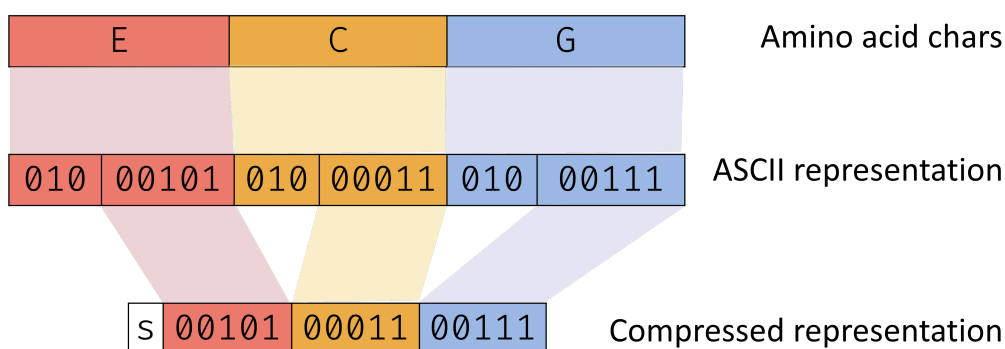 E C G Amino acid chars
010 00101 010 00011 010 00111 ASCII representation
s 00101 00011 00111 Compressed representation